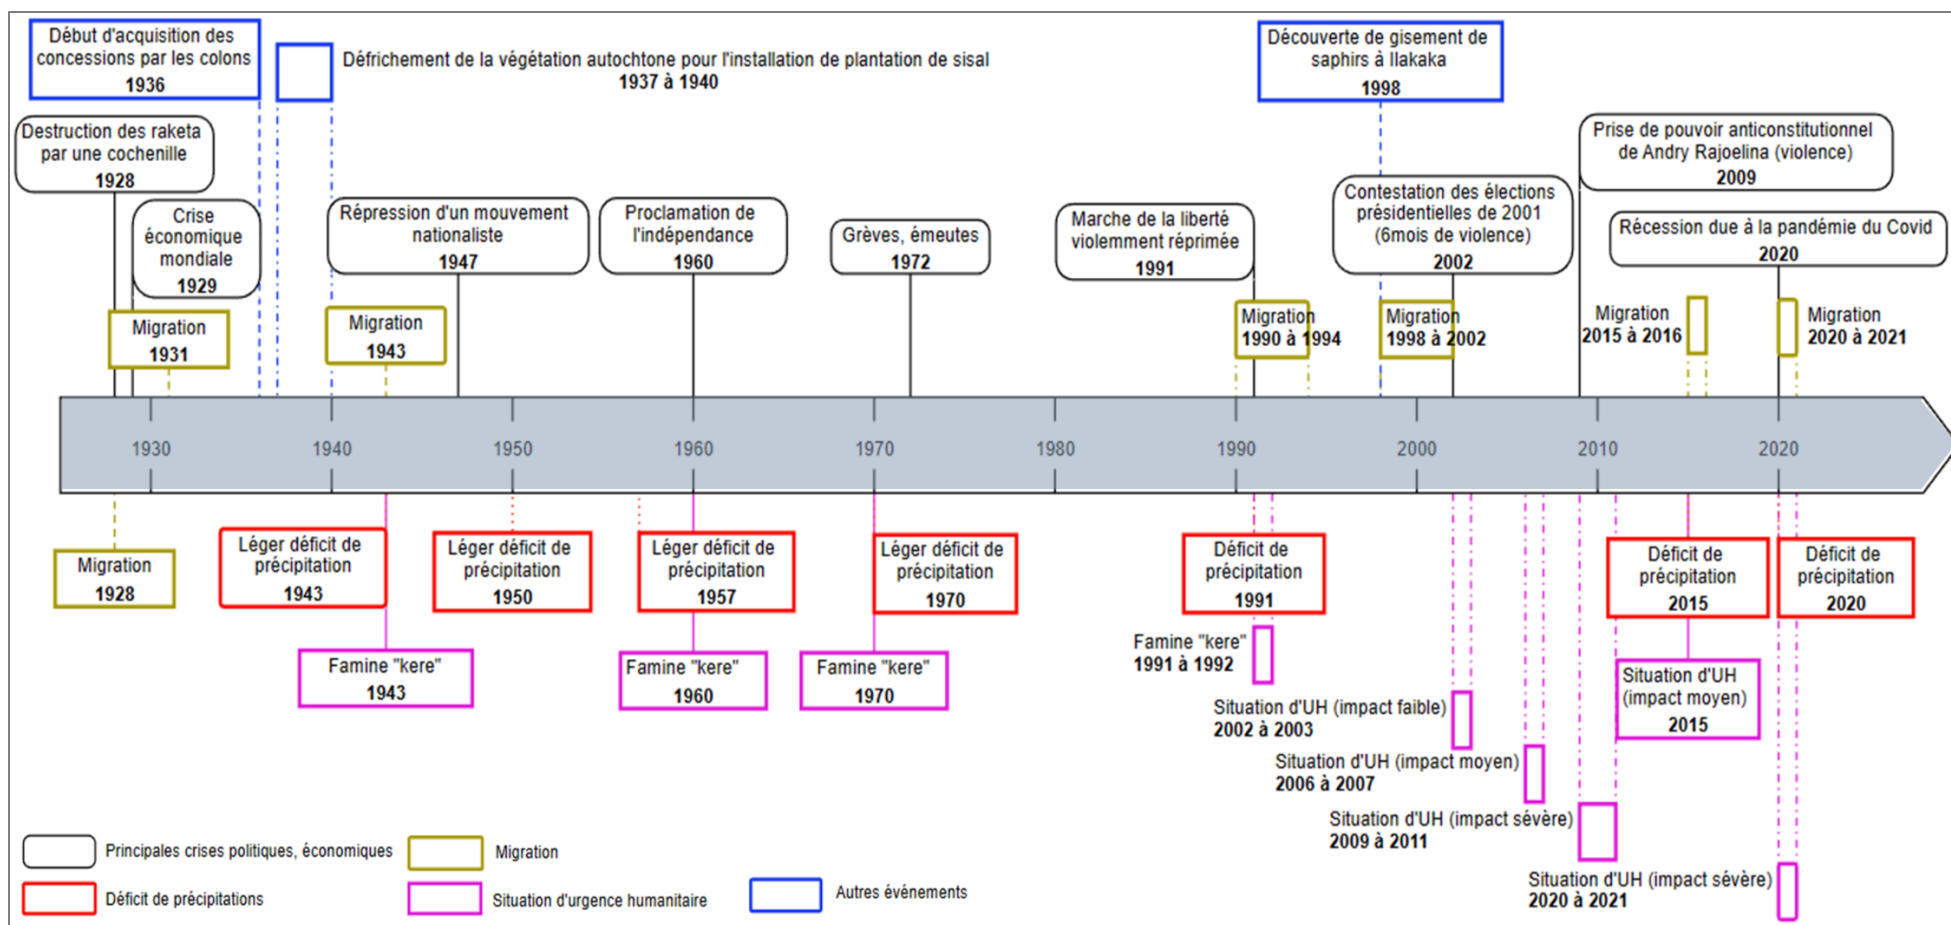 Début d'acquisition des
concessions par les colons
1936
Défrichement de la végétation autochtone pour l'installation de plantation de sisal
1937 à 1940
Découverte de gisement de
saphirs à Ilakaka
1998
Destruction des raketa
par une cochenille
1928
Crise
économique
mondiale
1929
Répression d'un mouvement
nationaliste
1947
Proclamation de
l'indépendance
1960
Grèves, émeutes
1972
Marche de la liberté
violemment réprimée
1991
Contestation des élections
présidentielles de 2001
(6mois de violence)
2002
Prise de pouvoir anticonstitutionnel
de Andry Rajoelina (violence)
2009
Récession due à la pandémie du Covid
2020
Migration
1931
Migration
1943
Migration
1990 à 1994
Migration
1998 à 2002
Migration
2015 à 2016
Migration
2020 à 2021
1930 1940 1950 1960 1970 1980 1990 2000 2010 2020
Migration
1928
Léger déficit de
précipitation
1943
Léger déficit de
précipitation
1950
Léger déficit de
précipitation
1957
Léger déficit de
précipitation
1970
Déficit de
précipitation
1991
Déficit de
précipitation
2015
Déficit de
précipitation
2020
Famine "kere"
1943
Famine "kere"
1960
Famine "kere"
1970
Famine "kere"
1991 à 1992
Situation d'UH (impact faible)
2002 à 2003
Situation d'UH (impact moyen)
2006 à 2007
Situation d'UH (impact sévère)
2009 à 2011
Situation d'UH
(impact moyen)
2015
Situation d'UH (impact sévère)
2020 à 2021
Principales crises politiques, économiques
Migration
Déficit de précipitations
Situation d'urgence humanitaire
Autres événements